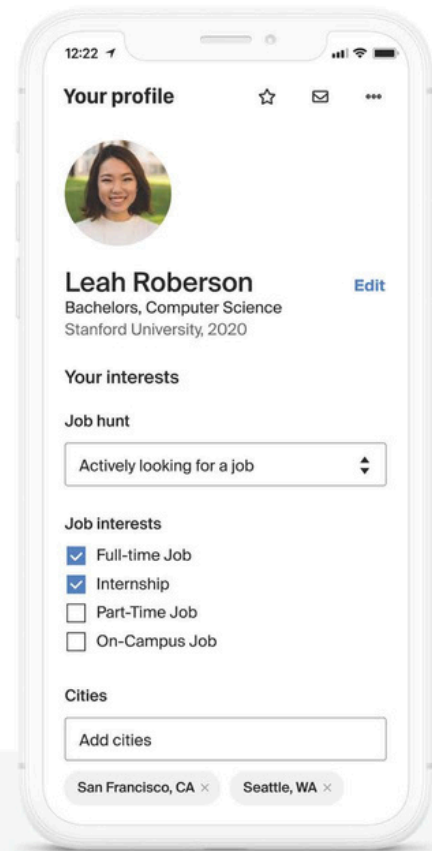 12:22
Your profile
Leah Roberson
Edit
Bachelors, Computer Science
Stanford University, 2020
Your interests
Job hunt
Actively looking for a job
Job interests
Full-time Job
Internship
Part-Time Job
On-Campus Job
Cities
Add cities
San Francisco, CA ×
Seattle, WA ×